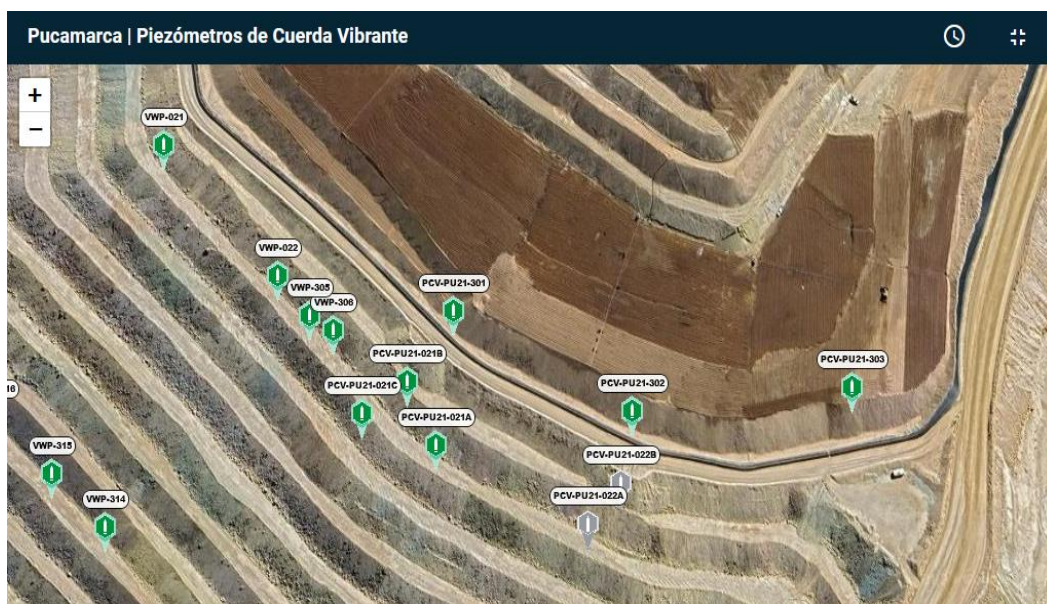 Pucamarca | Piezómetros de Cuerda Vibrante
+
−
VWP-021
VWP-022
VWP-305
VWP-306
PCV-PU21-301
PCV-PU21-021B
PCV-PU21-303
PCV-PU21-302
PCV-PU21-021C
16
PCV-PU21-021A
VWP-315
PCV-PU21-022B
VWP-314
PCV-PU21-022A